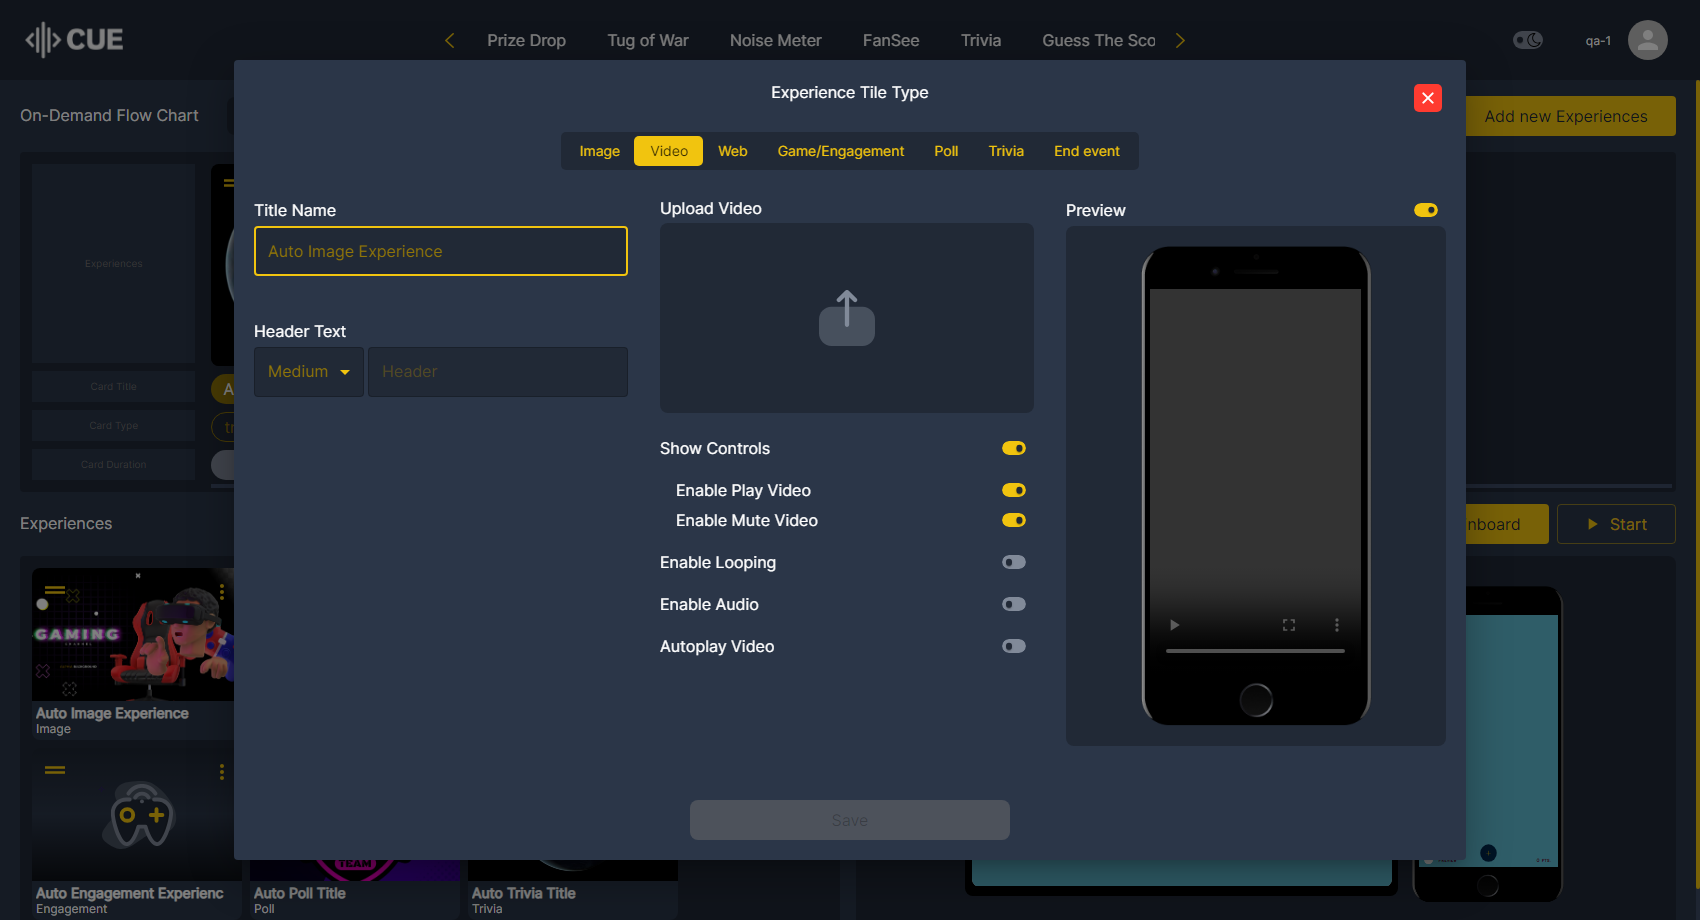 CUE
Prize Drop
Tug of War
Noise Meter
FanSee
Trivia
Guess The Sco
qa-1
On-Demand Flow Chart
Add new Experiences
Experience Tile Type
Image
Video
Web
Game/Engagement
Poll
Trivia
End event
Title Name
Auto Image Experience
Header Text
Medium
Header
Upload Video
Show Controls
Enable Play Video
Enable Mute Video
Enable Looping
Enable Audio
Autoplay Video
Preview
Save
Experiences
Card Title
A
Card Type
tr
Card Duration
Experiences
nboard
Start
GAMING
Auto Image Experience
Image
Auto Engagement Experienc
Engagement
TEAM
Auto Poll Title
Poll
Auto Trivia Title
Trivia